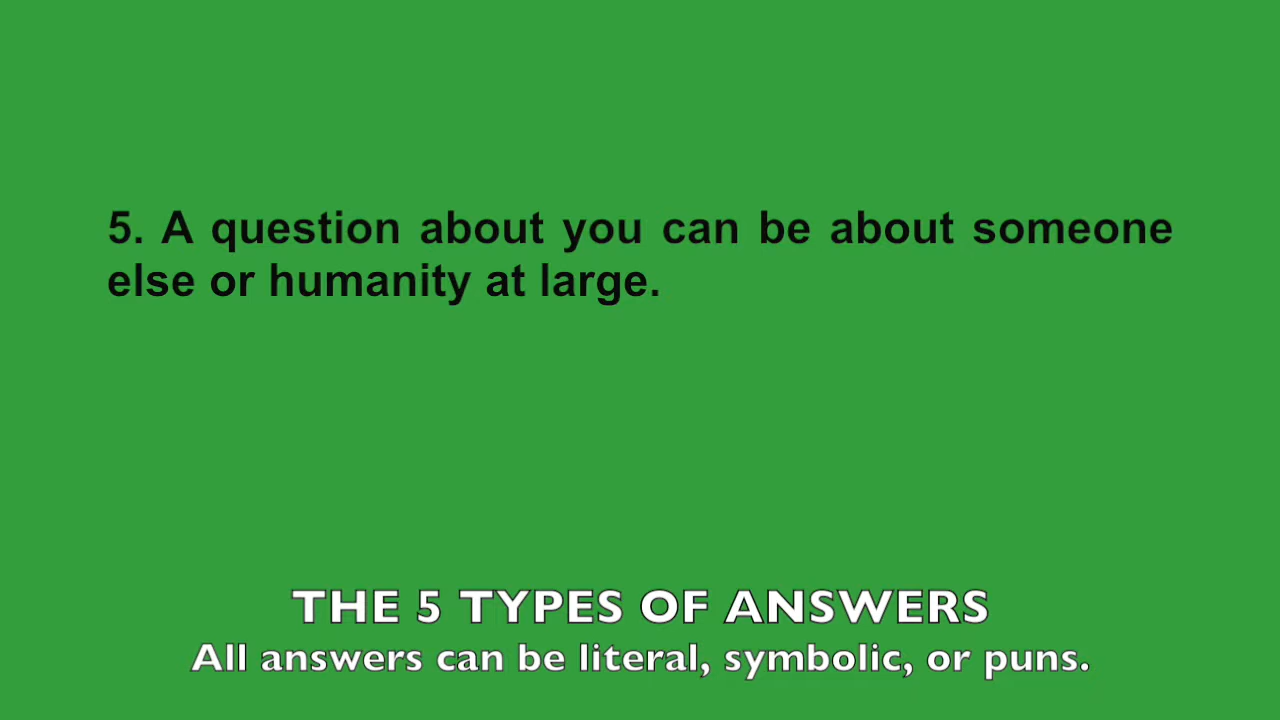 5. A question about you can be about someone
else or humanity at large.
THE 5 TYPES OF ANSWERS
All answers can be literal, symbolic, or puns.